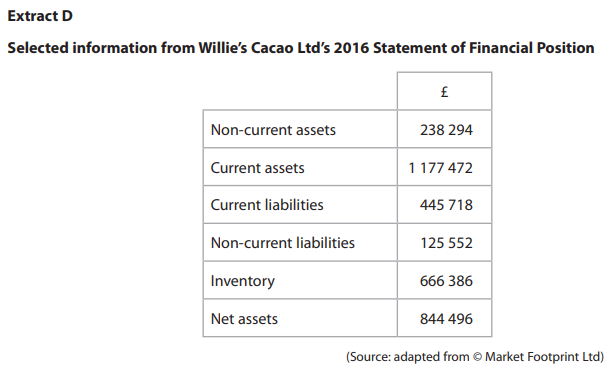 Extract D
Selected information from Willie's Cacao Ltd's 2016 Statement of Financial Position
£
Non-current assets 238 294
Current assets 1 177 472
Current liabilities 445 718
Non-current liabilities 125 552
Inventory 666 386
Net assets 844 496
(Source: adapted from © Market Footprint Ltd)